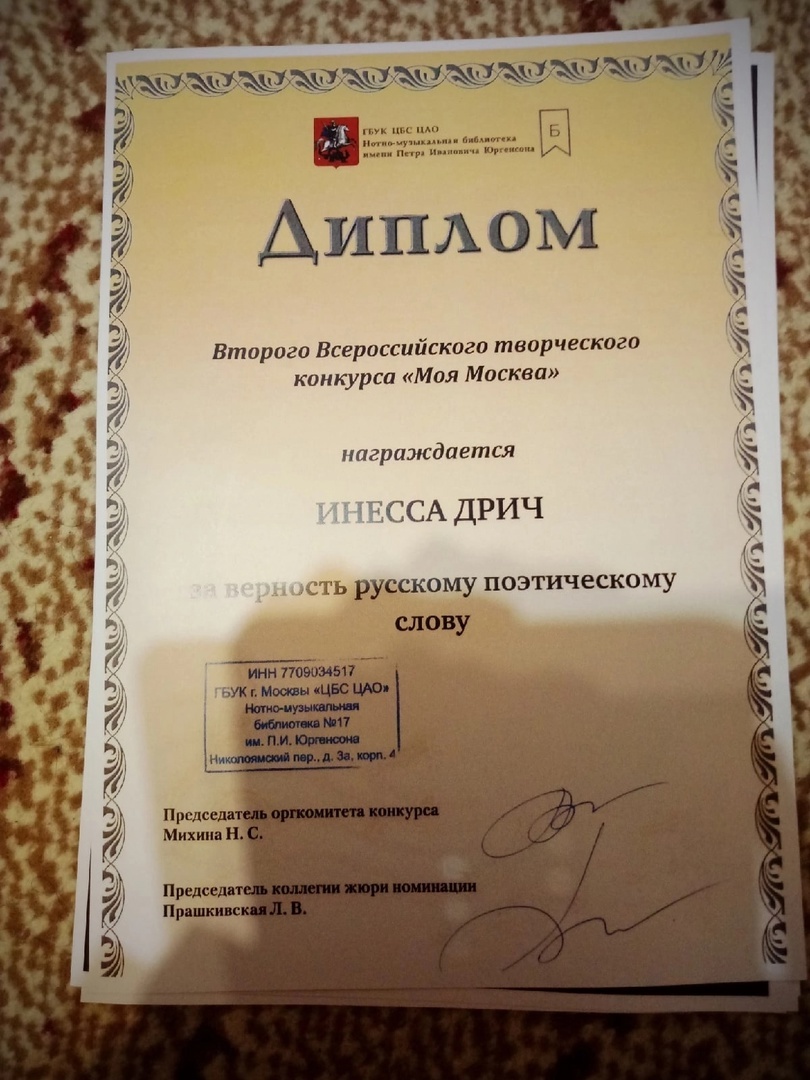 ГБУК ЦБС ЦАО
Нотно-музыкальная библиотека
имени Петра Ивановича Юргенсона
Б
Диплом
Второго Всероссийского творческого
конкурса «Моя Москва»
награждается
ИНЕССА ДРИЧ
за верность русскому поэтическому
слову
ИНН 7709034517
ГБУК г. Москвы «ЦБС ЦАО»
Нотно-музыкальная
библиотека №17
им. П.И. Юргенсона
Николоямский пер., д. 3а, корп. 4
Председатель оргкомитета конкурса
Михина Н. С.
Председатель коллегии жюри номинации
Прашкивская Л. В.